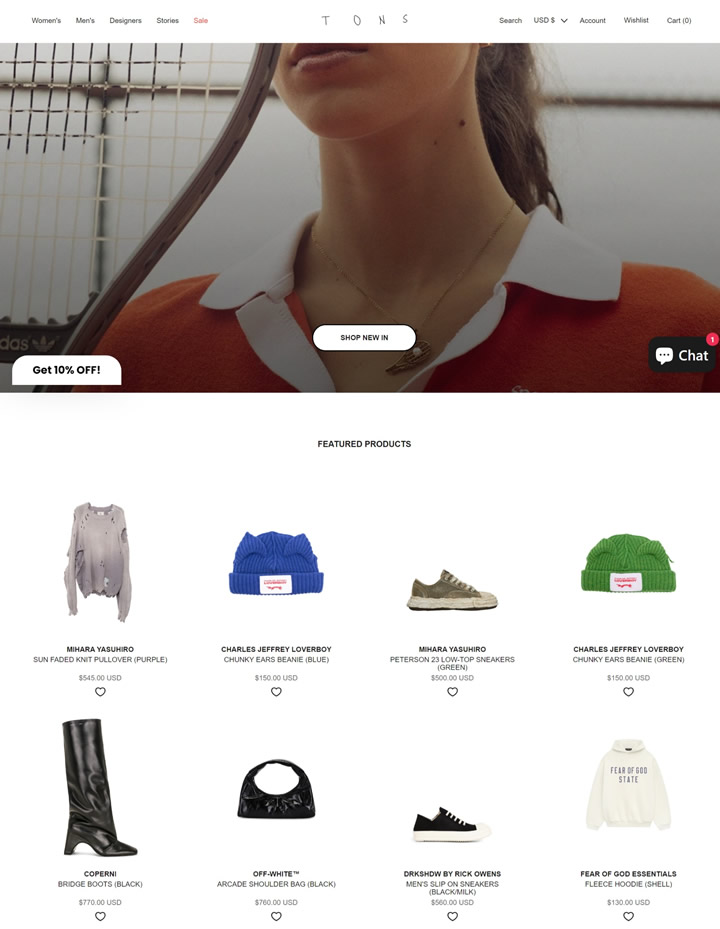 Women's Men's Designers Stories Sale
TONS
Search USD $ Account Wishlist Cart (0)
adas
SHOP NEW IN
Get 10% OFF!
1
Chat
FEATURED PRODUCTS
MIHARA YASUHIRO
SUN FADED KNIT PULLOVER (PURPLE)
$545.00 USD
CHARLES JEFFREY LOVERBOY
CHUNKY EARS BEANIE (BLUE)
$150.00 USD
MIHARA YASUHIRO
PETERSON 23 LOW-TOP SNEAKERS
(GREEN)
$500.00 USD
CHARLES JEFFREY LOVERBOY
CHUNKY EARS BEANIE (GREEN)
$150.00 USD
FEAR OF GOD
STATE
COPERNI
BRIDGE BOOTS (BLACK)
$770.00 USD
OFF-WHITE™
ARCADE SHOULDER BAG (BLACK)
$760.00 USD
DRKSHDW BY RICK OWENS
MEN'S SLIP ON SNEAKERS
(BLACK/MILK)
$560.00 USD
FEAR OF GOD ESSENTIALS
FLEECE HOODIE (SHELL)
$130.00 USD